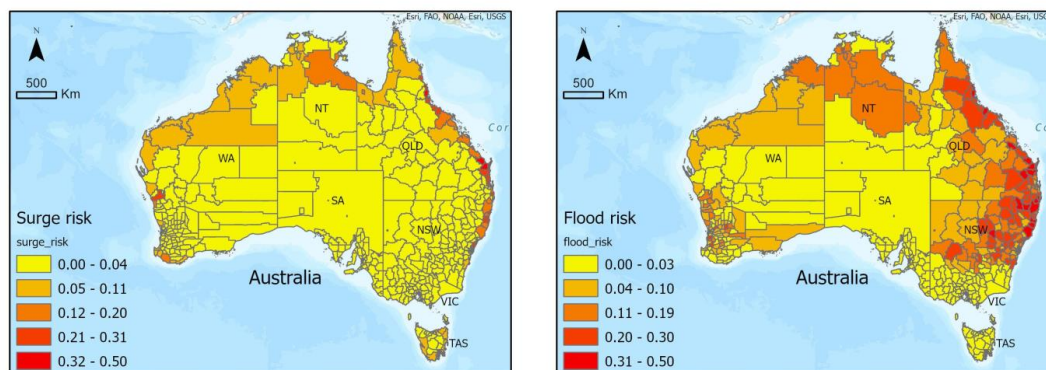 Esri, FAO, NOAA, Esri, USGS
N
500
Km
NT
QLD
WA
SA
NSW
Surge risk
surge_risk
0.00 - 0.04
0.05 - 0.11
0.12 - 0.20
0.21 - 0.31
0.32 - 0.50
Australia
VIC
TAS
Cor
Esri, FAO, NOAA, Esri, USGS
N
500
Km
NT
QLD
WA
SA
NSW
Flood risk
flood_risk
0.00 - 0.03
0.04 - 0.10
0.11 - 0.19
0.20 - 0.30
0.31 - 0.50
Australia
VIC
TAS
Cor